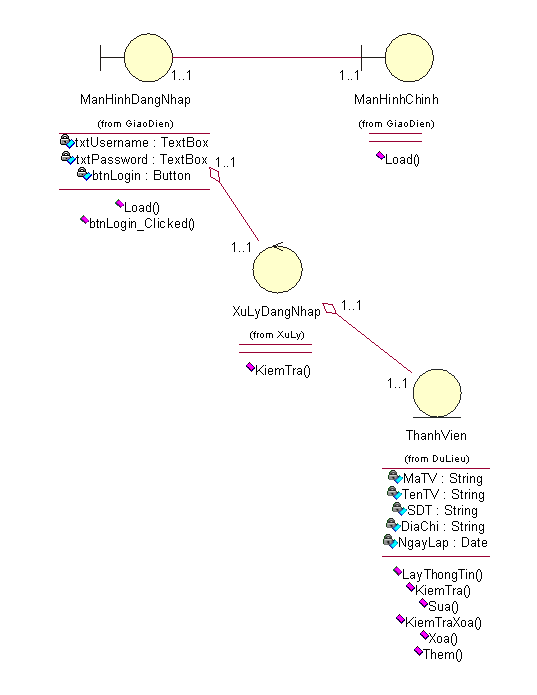 1..1
1..1
ManHinhDangNhap
ManHinhChinh
(from GiaoDien)
(from GiaoDien)
txtUsername : TextBox
txtPassword : TextBox
btnLogin : Button
Load()
btnLogin_Clicked()
Load()
1..1
1..1
XuLyDangNhap
(from XuLy)
KiemTra()
1..1
1..1
ThanhVien
(from DuLieu)
MaTV : String
TenTV : String
SDT : String
DiaChi : String
NgayLap : Date
LayThongTin()
KiemTra()
Sua()
KiemTraXoa()
Xoa()
Them()